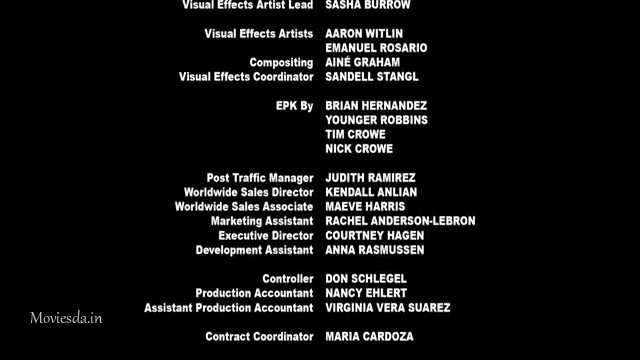 Visual Effects Artist Lead SASHA BURROW
Visual Effects Artists AARON WITLIN
EMANUEL ROSARIO
Compositing AINÉ GRAHAM
Visual Effects Coordinator SANDELL STANGL
EPK By BRIAN HERNANDEZ
YOUNGER ROBBINS
TIM CROWE
NICK CROWE
Post Traffic Manager JUDITH RAMIREZ
Worldwide Sales Director KENDALL ANLIAN
Worldwide Sales Associate MAEVE HARRIS
Marketing Assistant RACHEL ANDERSON-LEBRON
Executive Director COURTNEY HAGEN
Development Assistant ANNA RASMUSSEN
Controller DON SCHLEGEL
Production Accountant NANCY EHLERT
Assistant Production Accountant VIRGINIA VERA SUAREZ
Moviesda.in
Contract Coordinator MARIA CARDOZA